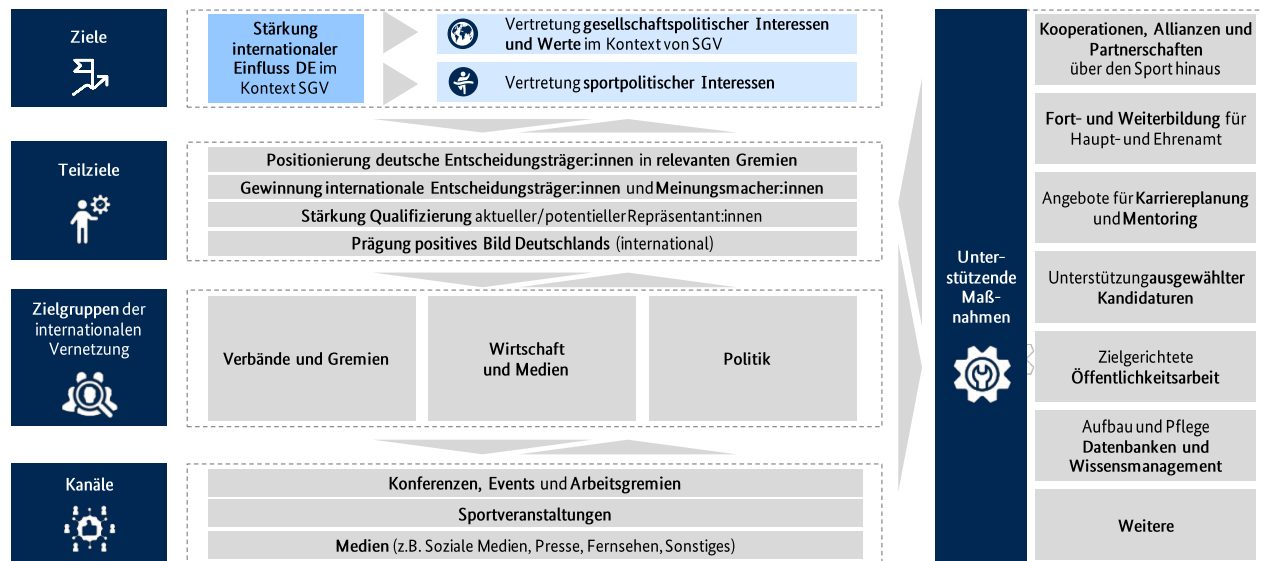 Ziele
Stärkung
internationaler
Einfluss DE im
Kontext SGV
Vertretung gesellschaftspolitischer Interessen
und Werte im Kontext von SGV
Vertretung sportpolitischer Interessen
Teilziele
Positionierung deutsche Entscheidungsträger:innen in relevanten Gremien
Gewinnung internationale Entscheidungsträger:innen und Meinungsmacher:innen
Stärkung Qualifizierung aktueller/potentieller Repräsentant:innen
Prägung positives Bild Deutschlands (international)
Zielgruppen der
internationalen
Vernetzung
Verbände und Gremien
Wirtschaft
und Medien
Politik
Kanäle
Konferenzen, Events und Arbeitsgremien
Sportveranstaltungen
Medien (z.B. Soziale Medien, Presse, Fernsehen, Sonstiges)
Unter-
stützende
Maß-
nahmen
Kooperationen, Allianzen und
Partnerschaften
über den Sport hinaus
Fort- und Weiterbildung für
Haupt- und Ehrenamt
Angebote für Karriereplanung
und Mentoring
Unterstützung ausgewählter
Kandidaturen
Zielgerichtete
Öffentlichkeitsarbeit
Aufbau und Pflege
Datenbanken und
Wissensmanagement
Weitere